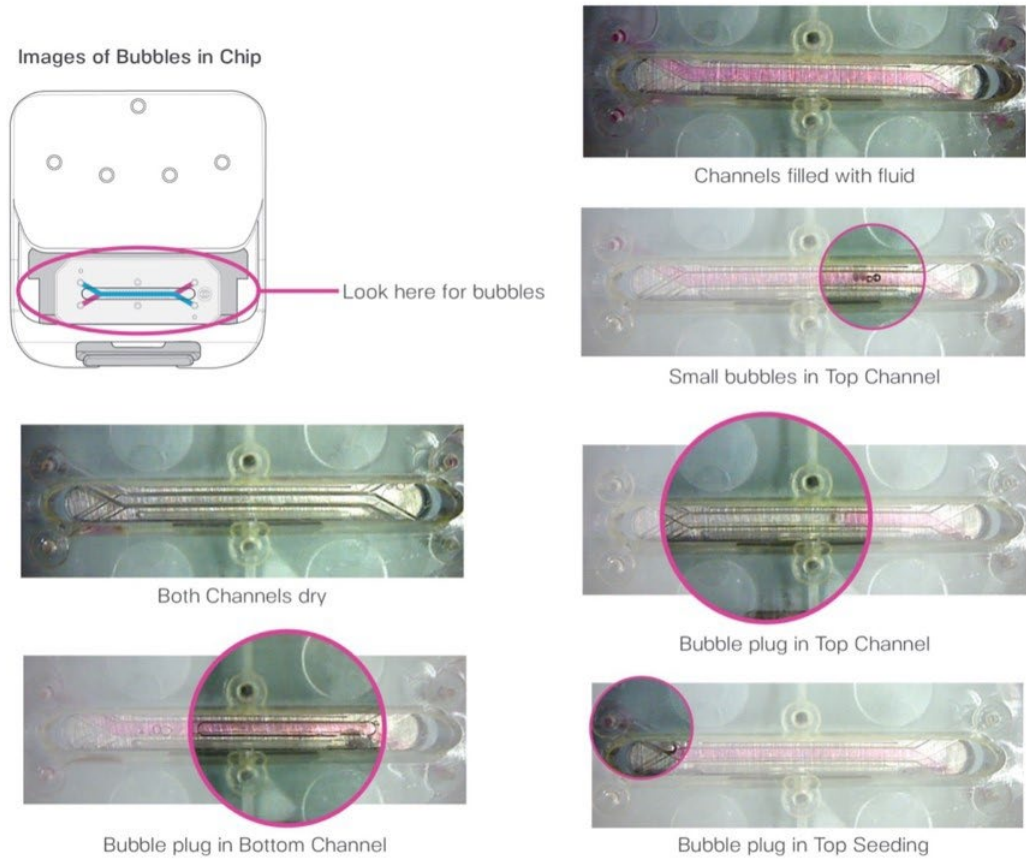 Images of Bubbles in Chip
Look here for bubbles
Channels filled with fluid
Small bubbles in Top Channel
Both Channels dry
Bubble plug in Top Channel
Bubble plug in Bottom Channel
Bubble plug in Top Seeding